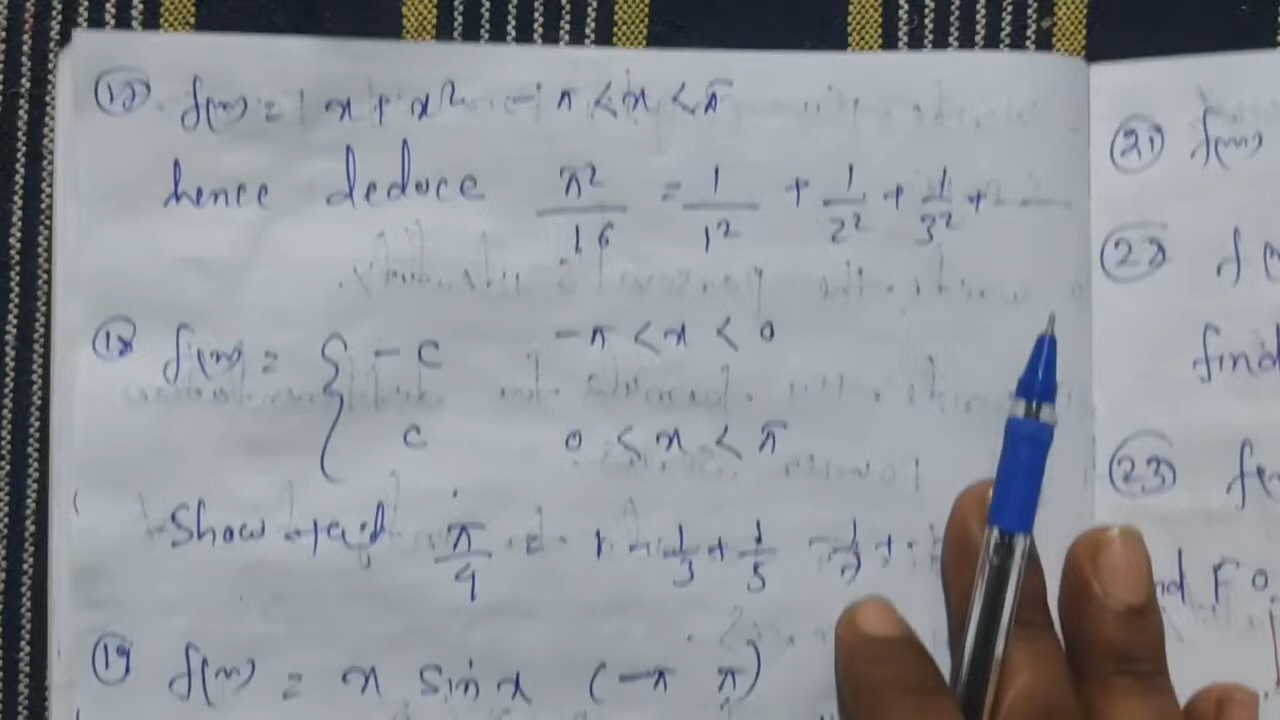 (17) f(x) = x + x² -π < x < π
hence deduce π²/16 = 1/1² + 1/2² + 1/3² + ---
(18) f(x) = { -c -π < x < 0
c 0 < x < π
Show that π/4 = 1 - 1/3 + 1/5 - 1/7 + -
(19) f(x) = x sinx (-π π)
(21) f(x)
(22) f(
find
(23) f(